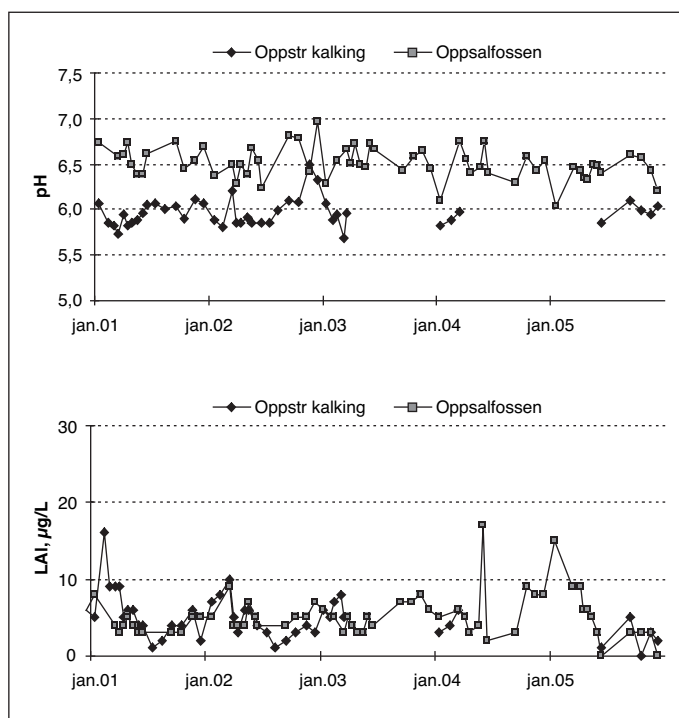 Oppstr kalking Oppsalfossen
7,5
7,0
6,5
6,0
5,5
5,0
pH
jan.01 jan.02 jan.03 jan.04 jan.05
Oppstr kalking Oppsalfossen
30
20
10
0
LAl, µg/L
jan.01 jan.02 jan.03 jan.04 jan.05